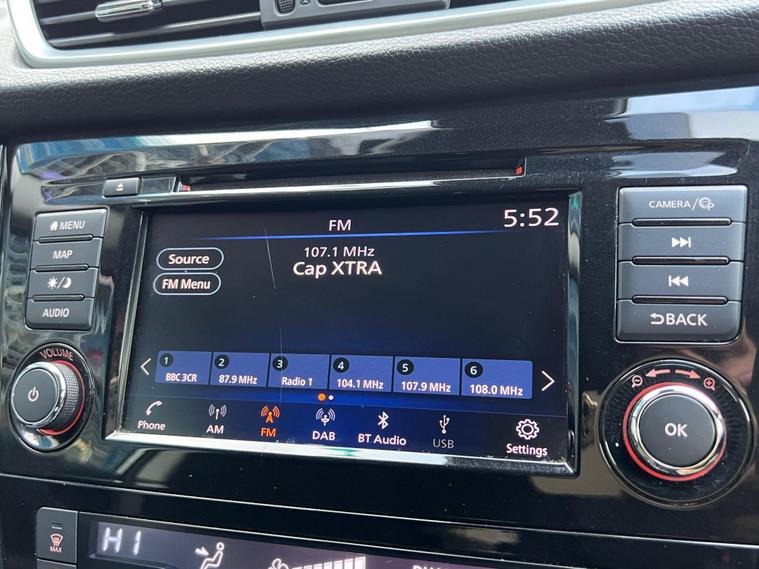 FM
5:52
107.1 MHz
Cap XTRA
Source
FM Menu
1
2
3
4
5
6
BBC 3CR
87.9 MHz
Radio 1
104.1 MHz
107.9 MHz
108.0 MHz
Phone
AM
FM
DAB
BT Audio
USB
Settings
MENU
MAP
AUDIO
VOLUME
CAMERA/
BACK
OK
MAX
HI